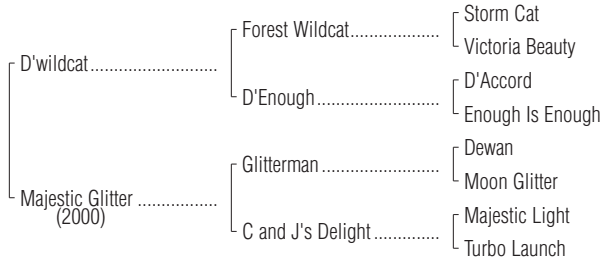 Storm Cat
Forest Wildcat....................
Victoria Beauty
D'wildcat...........................
D'Accord
D'Enough..........................
Enough Is Enough
Dewan
Glitterman .........................
Moon Glitter
Majestic Glitter .................
(2000)
Majestic Light
C and J's Delight...............
Turbo Launch